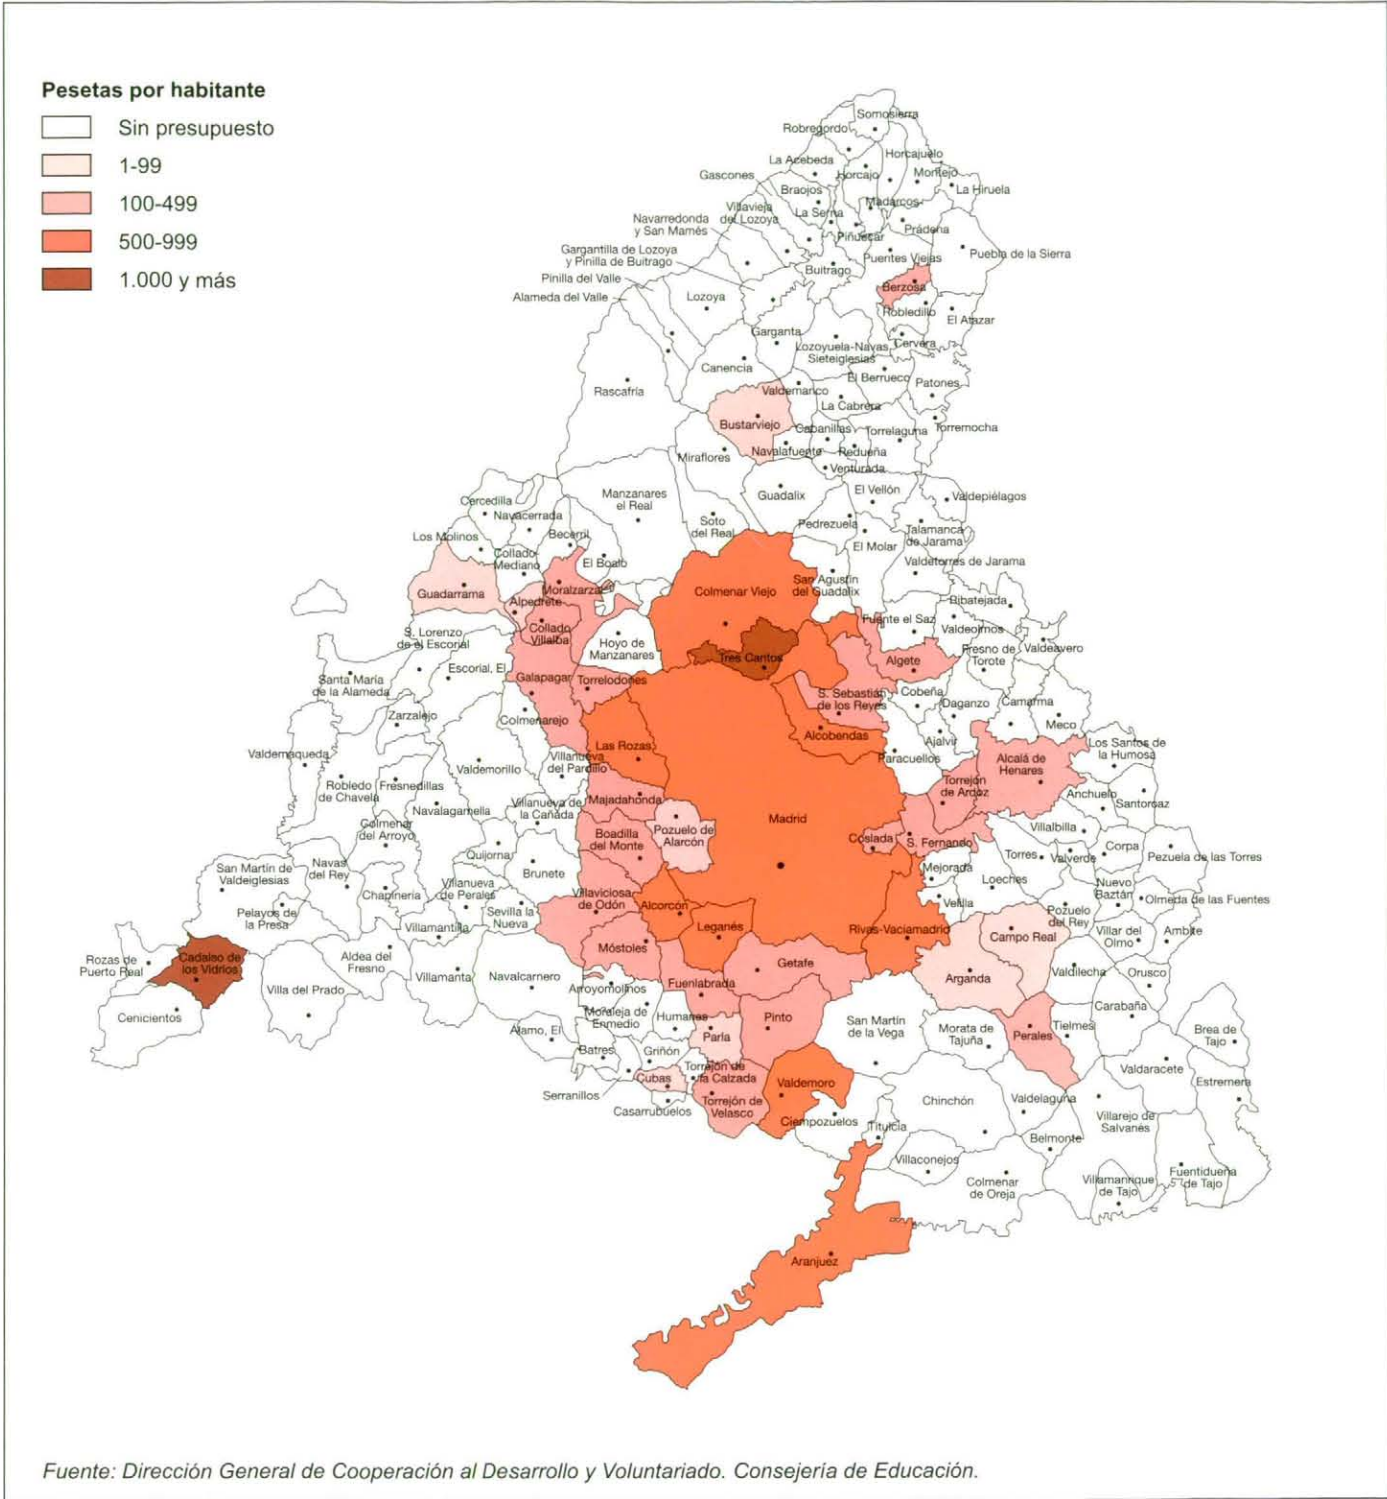 Pesetas por habitante
Sin presupuesto
1-99
100-499
500-999
1.000 y más
Somosierra
Robregordo
La Acebeda
Horcajuelo
Horcajo
Montejo
La Hiruela
Gascones
Braojos
Madarcos
Villavieja
del Lozoya
La Serna
Prádena
Navarredonda
y San Mamés
Piñuécar
Puebla de la Sierra
Gargantilla de Lozoya
y Pinilla de Buitrago
Puentes Viejas
Buitrago
Pinilla del Valle
Berzosa
Alameda del Valle
Lozoya
Robledillo
El Atazar
Garganta
Cervera
Lozoyuela-Navas
Sieteiglesias
Canencia
El Berrueco
Patones
Rascafría
Valdemanco
La Cabrera
Bustarviejo
Cabanillas
Torrelaguna
Torremocha
Navalafuente
Redueña
Miraflores
Venturada
Guadalix
El Vellón
Valdepiélagos
Manzanares
el Real
Cercedilla
Navacerrada
Soto
del Real
Pedrezuela
Talamanca
de Jarama
Los Molinos
Becerril
El Molar
Collado
Mediano
El Boalo
Valdetorres de Jarama
Guadarrama
Moralzarzal
Colmenar Viejo
San Agustín
del Guadalix
Alpedrete
Ribatejada
Collado
Villalba
Fuente el Saz
Valdeolmos
S. Lorenzo
de el Escorial
Hoyo de
Manzanares
Fresno de
Torote
Valdeavero
Tres Cantos
Algete
Escorial, El
Galapagar
Torrelodones
Santa María
de la Alameda
S. Sebastián
de los Reyes
Cobeña
Daganzo
Camarma
Zarzalejo
Colmenarejo
Meco
Alcobendas
Ajalvir
Las Rozas
Los Santos de
la Humosa
Valdemaqueda
Villanueva
del Pardillo
Paracuellos
Alcalá de
Henares
Valdemorillo
Robledo
de Chavela
Fresnedillas
Torrejón
de Ardoz
Anchuelo
Majadahonda
Santorcaz
Navalagamella
Villanueva de
la Cañada
Madrid
Colmenar
del Arroyo
Boadilla
del Monte
Pozuelo de
Alarcón
Villalbilla
Coslada
S. Fernando
Quijorna
Torres
Valverde
Corpa
Pezuela de las Torres
San Martín de
Valdeiglesias
Navas
del Rey
Brunete
Mejorada
Loeches
Nuevo
Baztán
Chapinería
Villanueva
de Perales
Villaviciosa
de Odón
Olmeda de las Fuentes
Velilla
Alcorcón
Pelayos de
la Presa
Sevilla la
Nueva
Pozuelo
del Rey
Leganés
Rivas-Vaciamadrid
Villamantilla
Campo Real
Villar del
Olmo
Ambite
Móstoles
Rozas de
Puerto Real
Cadalso de
los Vidrios
Aldea del
Fresno
Getafe
Valdilecha
Orusco
Villamanta
Navalcarnero
Arganda
Villa del Prado
Arroyomolinos
Fuenlabrada
Carabaña
Cenicientos
Moraleja de
Enmedio
Humanes
Pinto
San Martín
de la Vega
Morata de
Tajuña
Perales
Tielmes
Brea de
Tajo
Álamo, El
Parla
Batres
Griñón
Valdaracete
Torrejón de
la Calzada
Cubas
Valdemoro
Estremera
Serranillos
Casarrubuelos
Torrejón de
Velasco
Chinchón
Valdelaguna
Ciempozuelos
Villarejo de
Salvanés
Titulcia
Belmonte
Villaconejos
Colmenar
de Oreja
Villamanrique
de Tajo
Fuentidueña
de Tajo
Aranjuez
Fuente: Dirección General de Cooperación al Desarrollo y Voluntariado. Consejería de Educación.